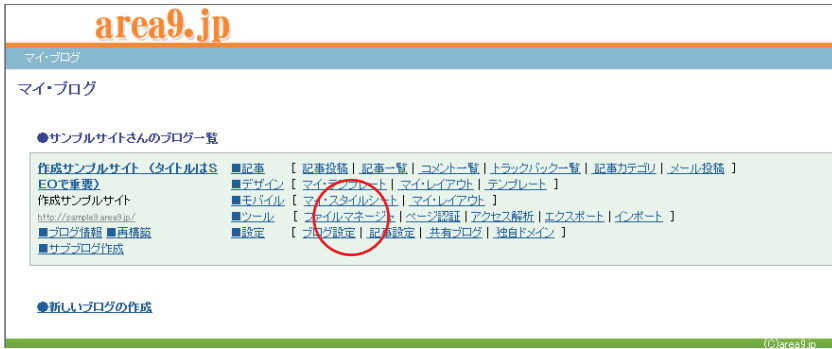 area9.jp
マイ・ブログ
マイ・ブログ
●サンプルサイトさんのブログ一覧
作成サンプルサイト （タイトルはSEOで重要）
作成サンプルサイト
http://sample9.area9.jp/
■ブログ情報 ■再構築
■サブブログ作成
■記事 [ 記事投稿 | 記事一覧 | コメント一覧 | トラックバック一覧 | 記事カテゴリ | メール投稿 ]
■デザイン [ マイ・テンプレート | マイ・レイアウト | テンプレート ]
■モバイル [ マイ・スタイルシート | マイ・レイアウト ]
■ツール [ ファイルマネージャ | ページ認証 | アクセス解析 | エクスポート | インポート ]
■設定 [ ブログ設定 | 記事設定 | 共有ブログ | 独自ドメイン ]
●新しいブログの作成
(C)area9.jp